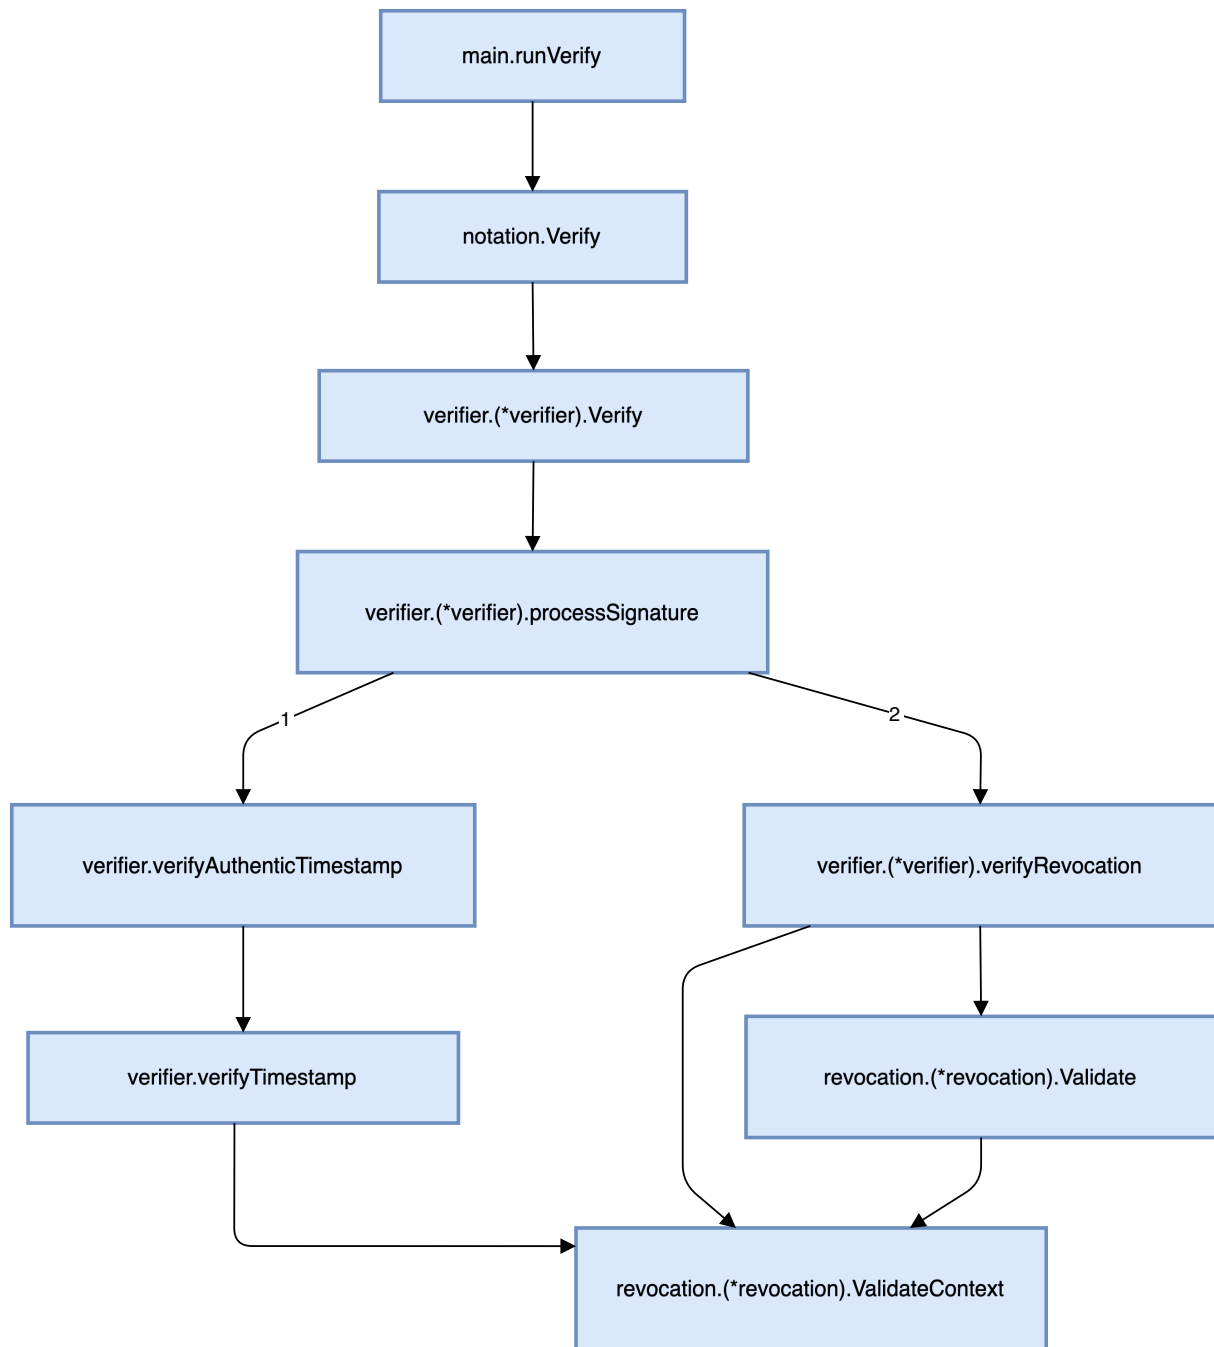 main.runVerify
notation.Verify
verifier.(*verifier).Verify
verifier.(*verifier).processSignature
1
2
verifier.verifyAuthenticTimestamp
verifier.(*verifier).verifyRevocation
verifier.verifyTimestamp
revocation.(*revocation).Validate
revocation.(*revocation).ValidateContext